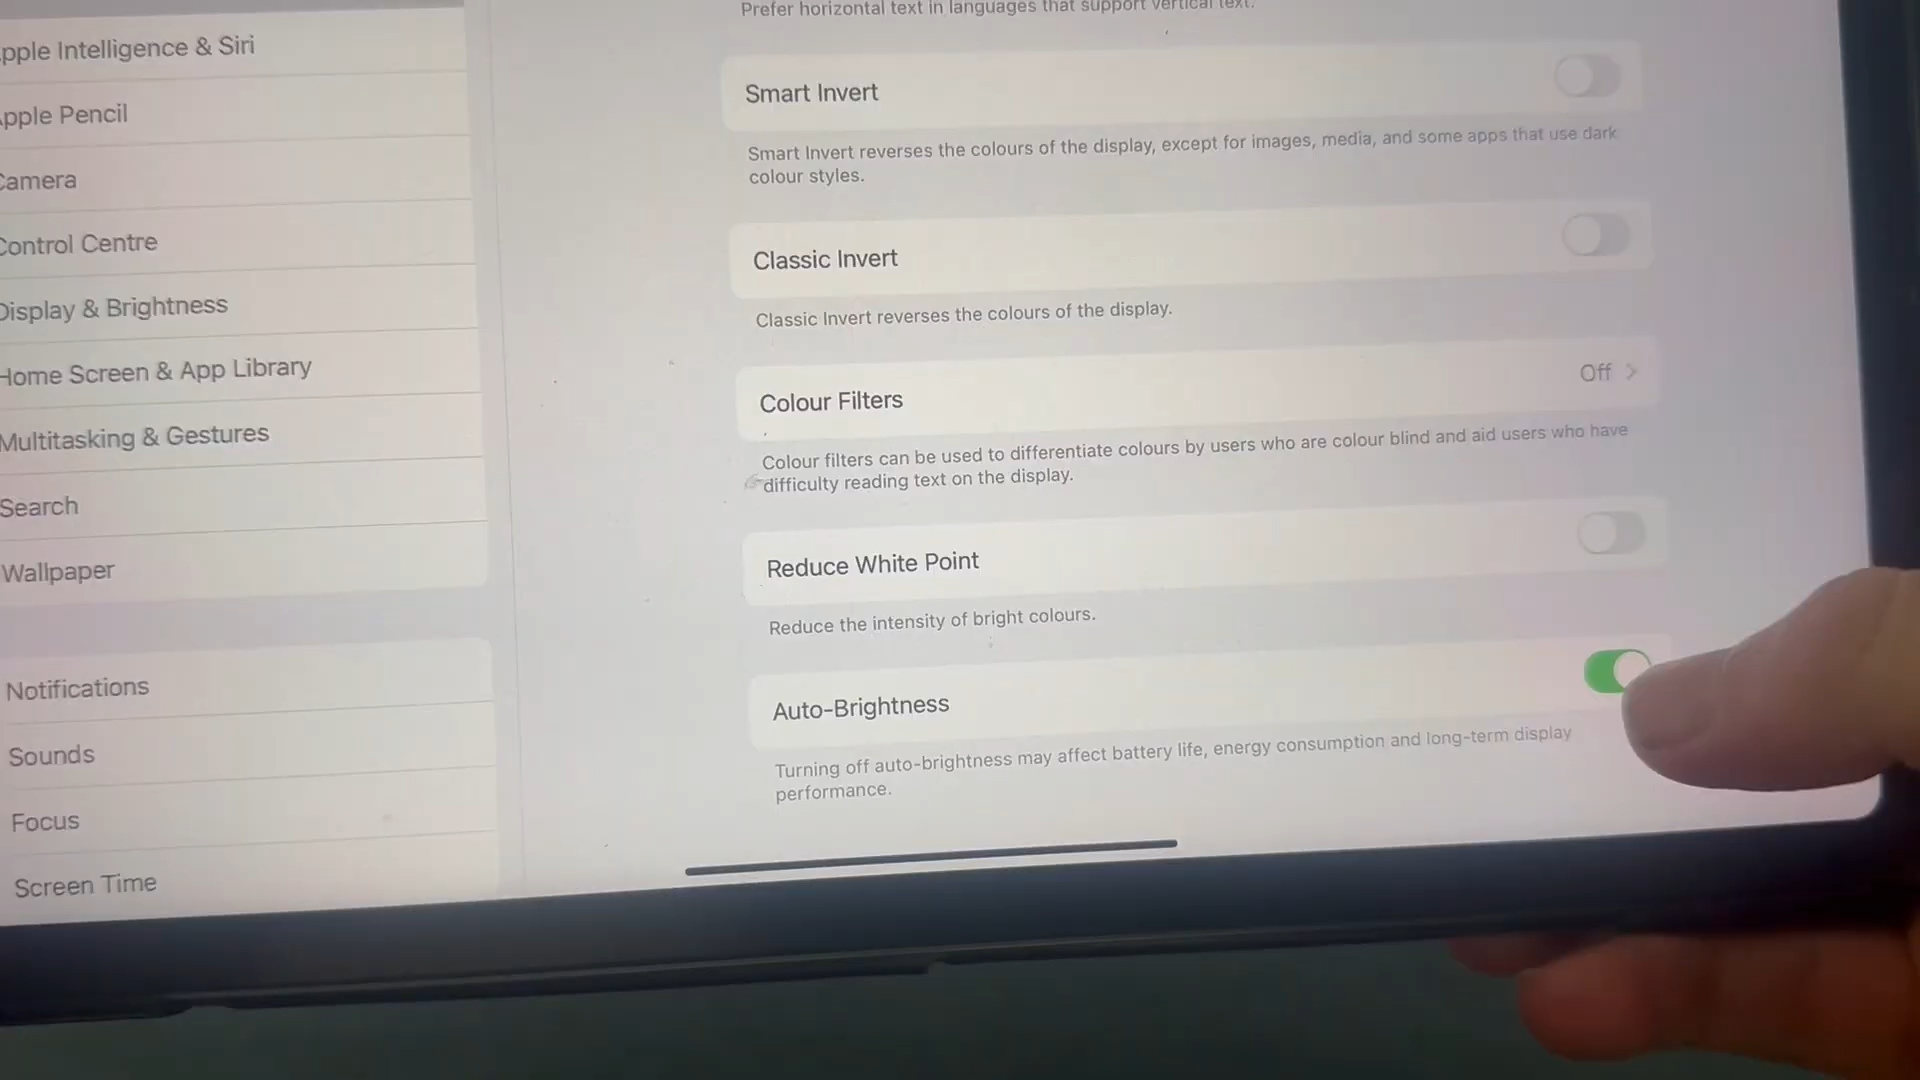 Prefer horizontal text in languages that support vertical text.
pple Intelligence & Siri
Apple Pencil
Camera
Control Centre
Display & Brightness
Home Screen & App Library
Multitasking & Gestures
Search
Wallpaper
Notifications
Sounds
Focus
Screen Time
Smart Invert
Smart Invert reverses the colours of the display, except for images, media, and some apps that use dark
colour styles.
Classic Invert
Classic Invert reverses the colours of the display.
Colour Filters
Off >
Colour filters can be used to differentiate colours by users who are colour blind and aid users who have
difficulty reading text on the display.
Reduce White Point
Reduce the intensity of bright colours.
Auto-Brightness
Turning off auto-brightness may affect battery life, energy consumption and long-term display
performance.